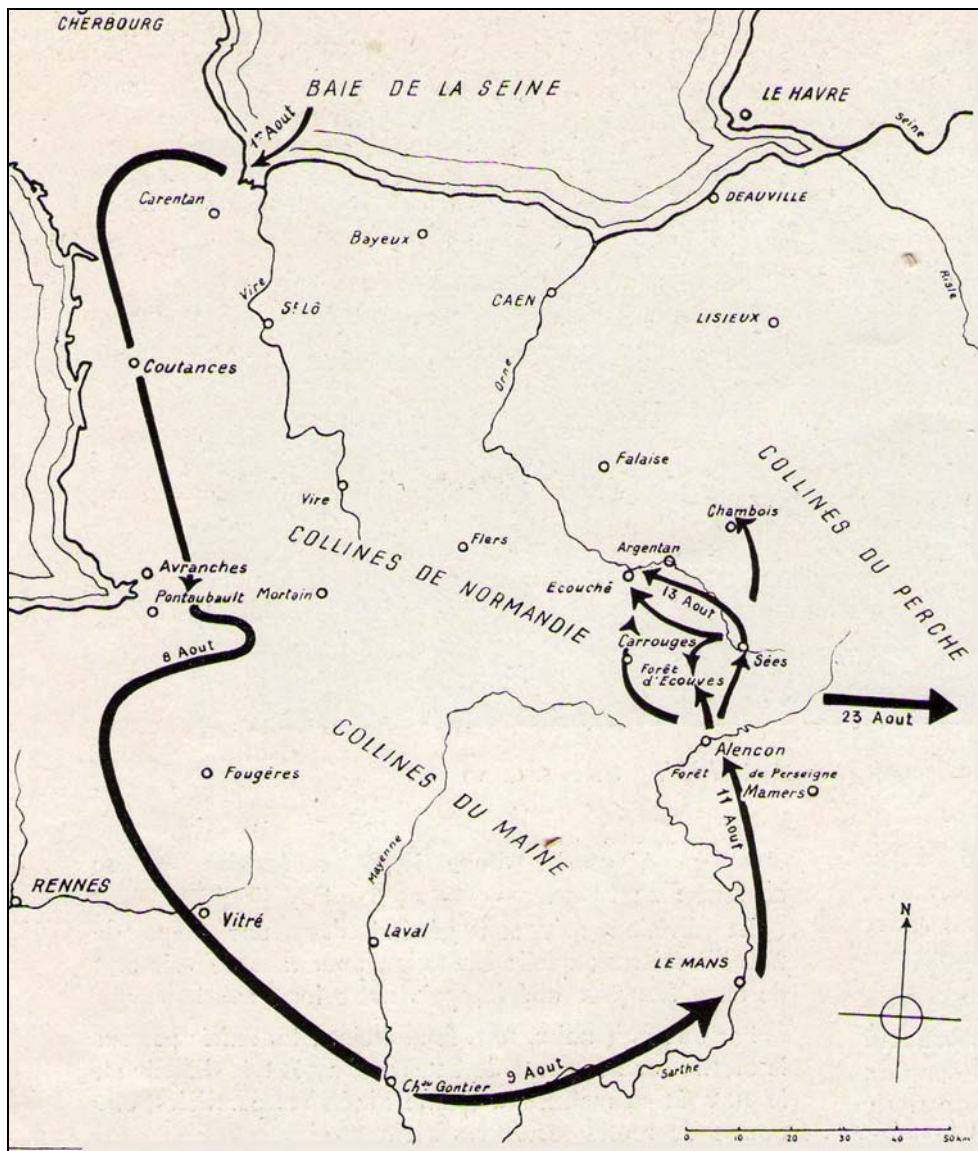 CHERBOURG
BAIE DE LA SEINE
LE HAVRE
Seine
1er Aout
Carentan
DEAUVILLE
Bayeux
Risle
Vire
St Lô
CAEN
LISIEUX
Coutances
Orne
Falaise
Vire
COLLINES DU PERCHE
Chambois
Flers
Argentan
COLLINES DE NORMANDIE
Avranches
Ecouché
Pontaubault
Mortain
13 Aout
8 Aout
Carrouges
Sées
Forêt
d'Ecouves
23 Aout
Alencon
COLLINES DU MAINE
Fougères
Forêt de Perseigne
Mamers
11 Aout
Mayenne
RENNES
Vitré
Laval
N
LE MANS
9 Aout
Sarthe
Chau Gontier
0 10 20 30 40 50 km